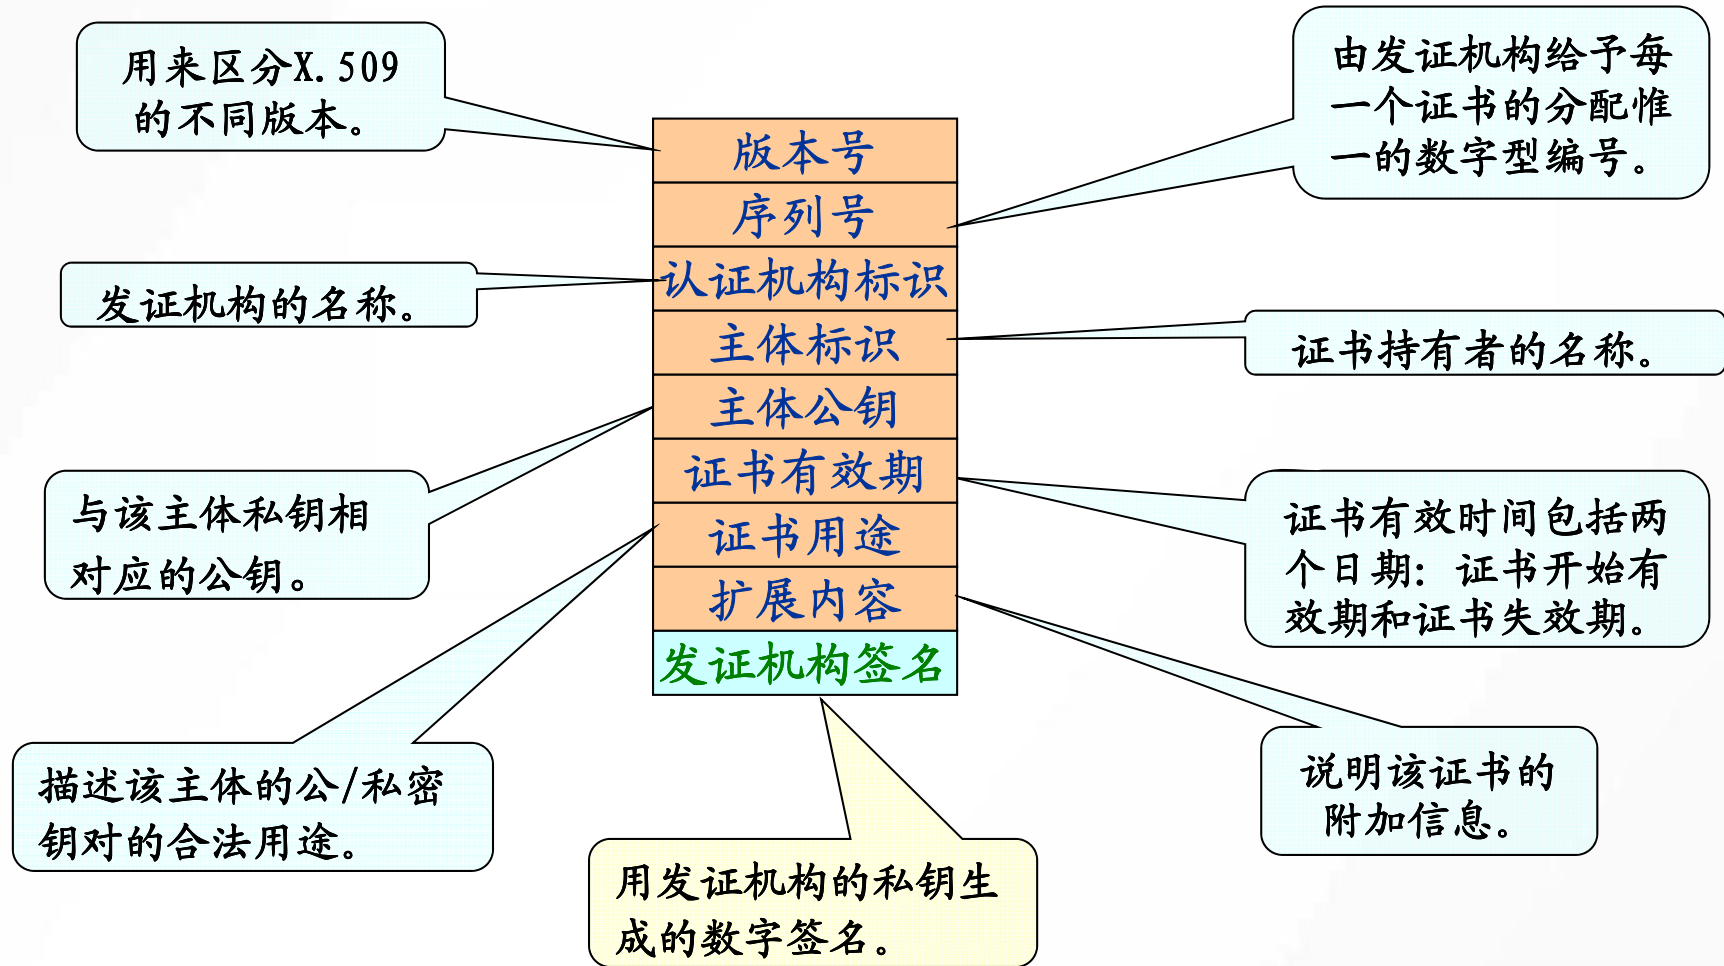 用来区分X.509
的不同版本。
由发证机构给予每
一个证书的分配惟
一的数字型编号。
版本号
序列号
认证机构标识
主体标识
主体公钥
证书有效期
证书用途
扩展内容
发证机构签名
发证机构的名称。
证书持有者的名称。
与该主体私钥相
对应的公钥。
证书有效时间包括两
个日期：证书开始有
效期和证书失效期。
描述该主体的公/私密
钥对的合法用途。
说明该证书的
附加信息。
用发证机构的私钥生
成的数字签名。